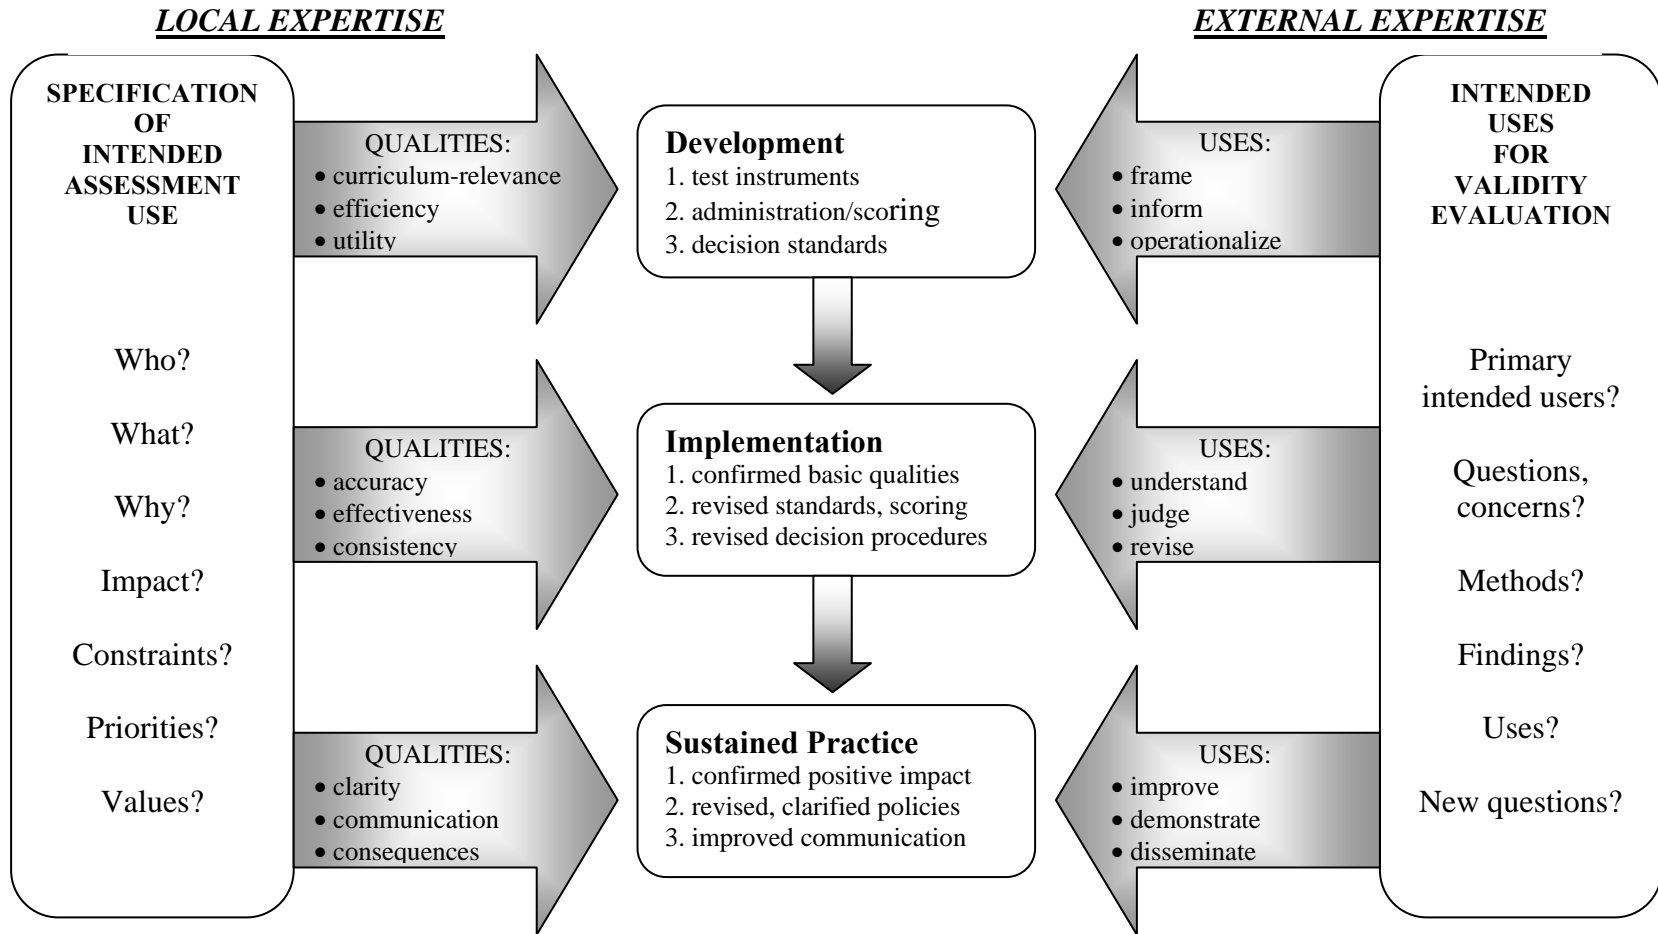 LOCAL EXPERTISE
EXTERNAL EXPERTISE
SPECIFICATION
OF
INTENDED
ASSESSMENT
USE
Who?
What?
Why?
Impact?
Constraints?
Priorities?
Values?
QUALITIES:
• curriculum-relevance
• efficiency
• utility
QUALITIES:
• accuracy
• effectiveness
• consistency
QUALITIES:
• clarity
• communication
• consequences
Development
1. test instruments
2. administration/scoring
3. decision standards
Implementation
1. confirmed basic qualities
2. revised standards, scoring
3. revised decision procedures
Sustained Practice
1. confirmed positive impact
2. revised, clarified policies
3. improved communication
USES:
• frame
• inform
• operationalize
USES:
• understand
• judge
• revise
USES:
• improve
• demonstrate
• disseminate
INTENDED
USES
FOR
VALIDITY
EVALUATION
Primary
intended users?
Questions,
concerns?
Methods?
Findings?
Uses?
New questions?